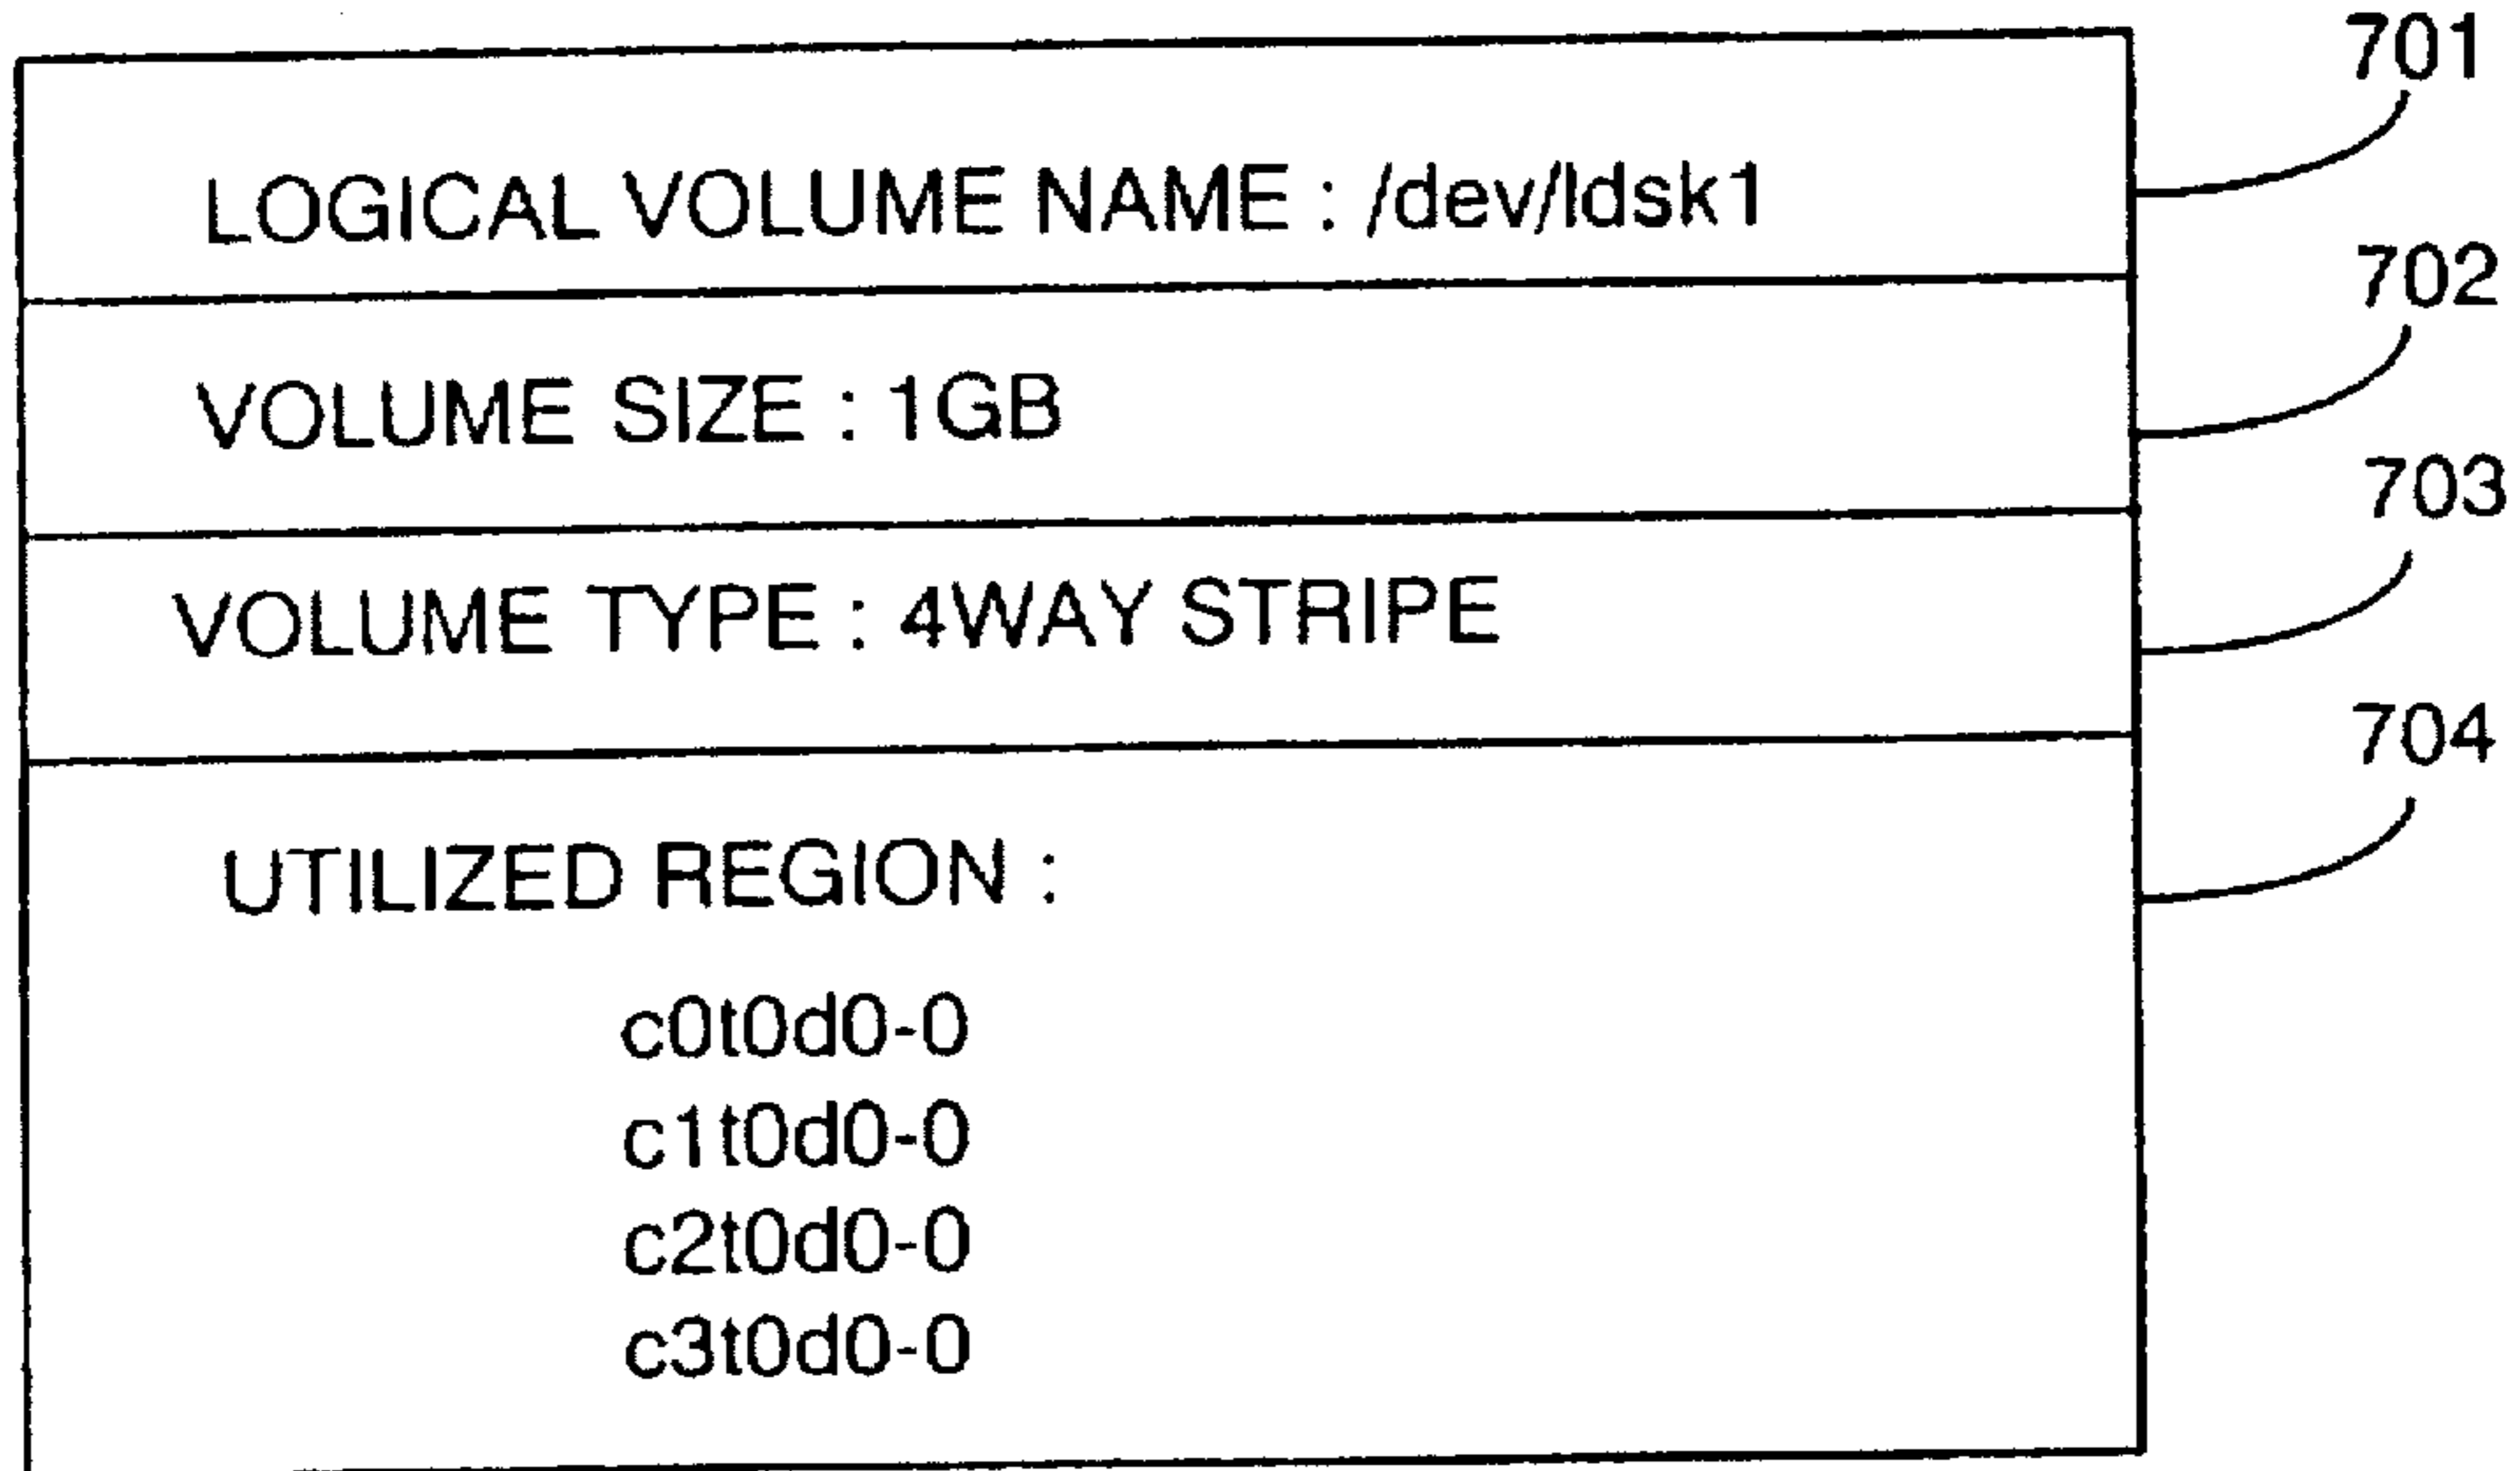 701
LOGICAL VOLUME NAME : /dev/ldsk1
702
VOLUME SIZE : 1GB
703
VOLUME TYPE : 4WAY STRIPE
704
UTILIZED REGION :
c0t0d0-0
c1t0d0-0
c2t0d0-0
c3t0d0-0